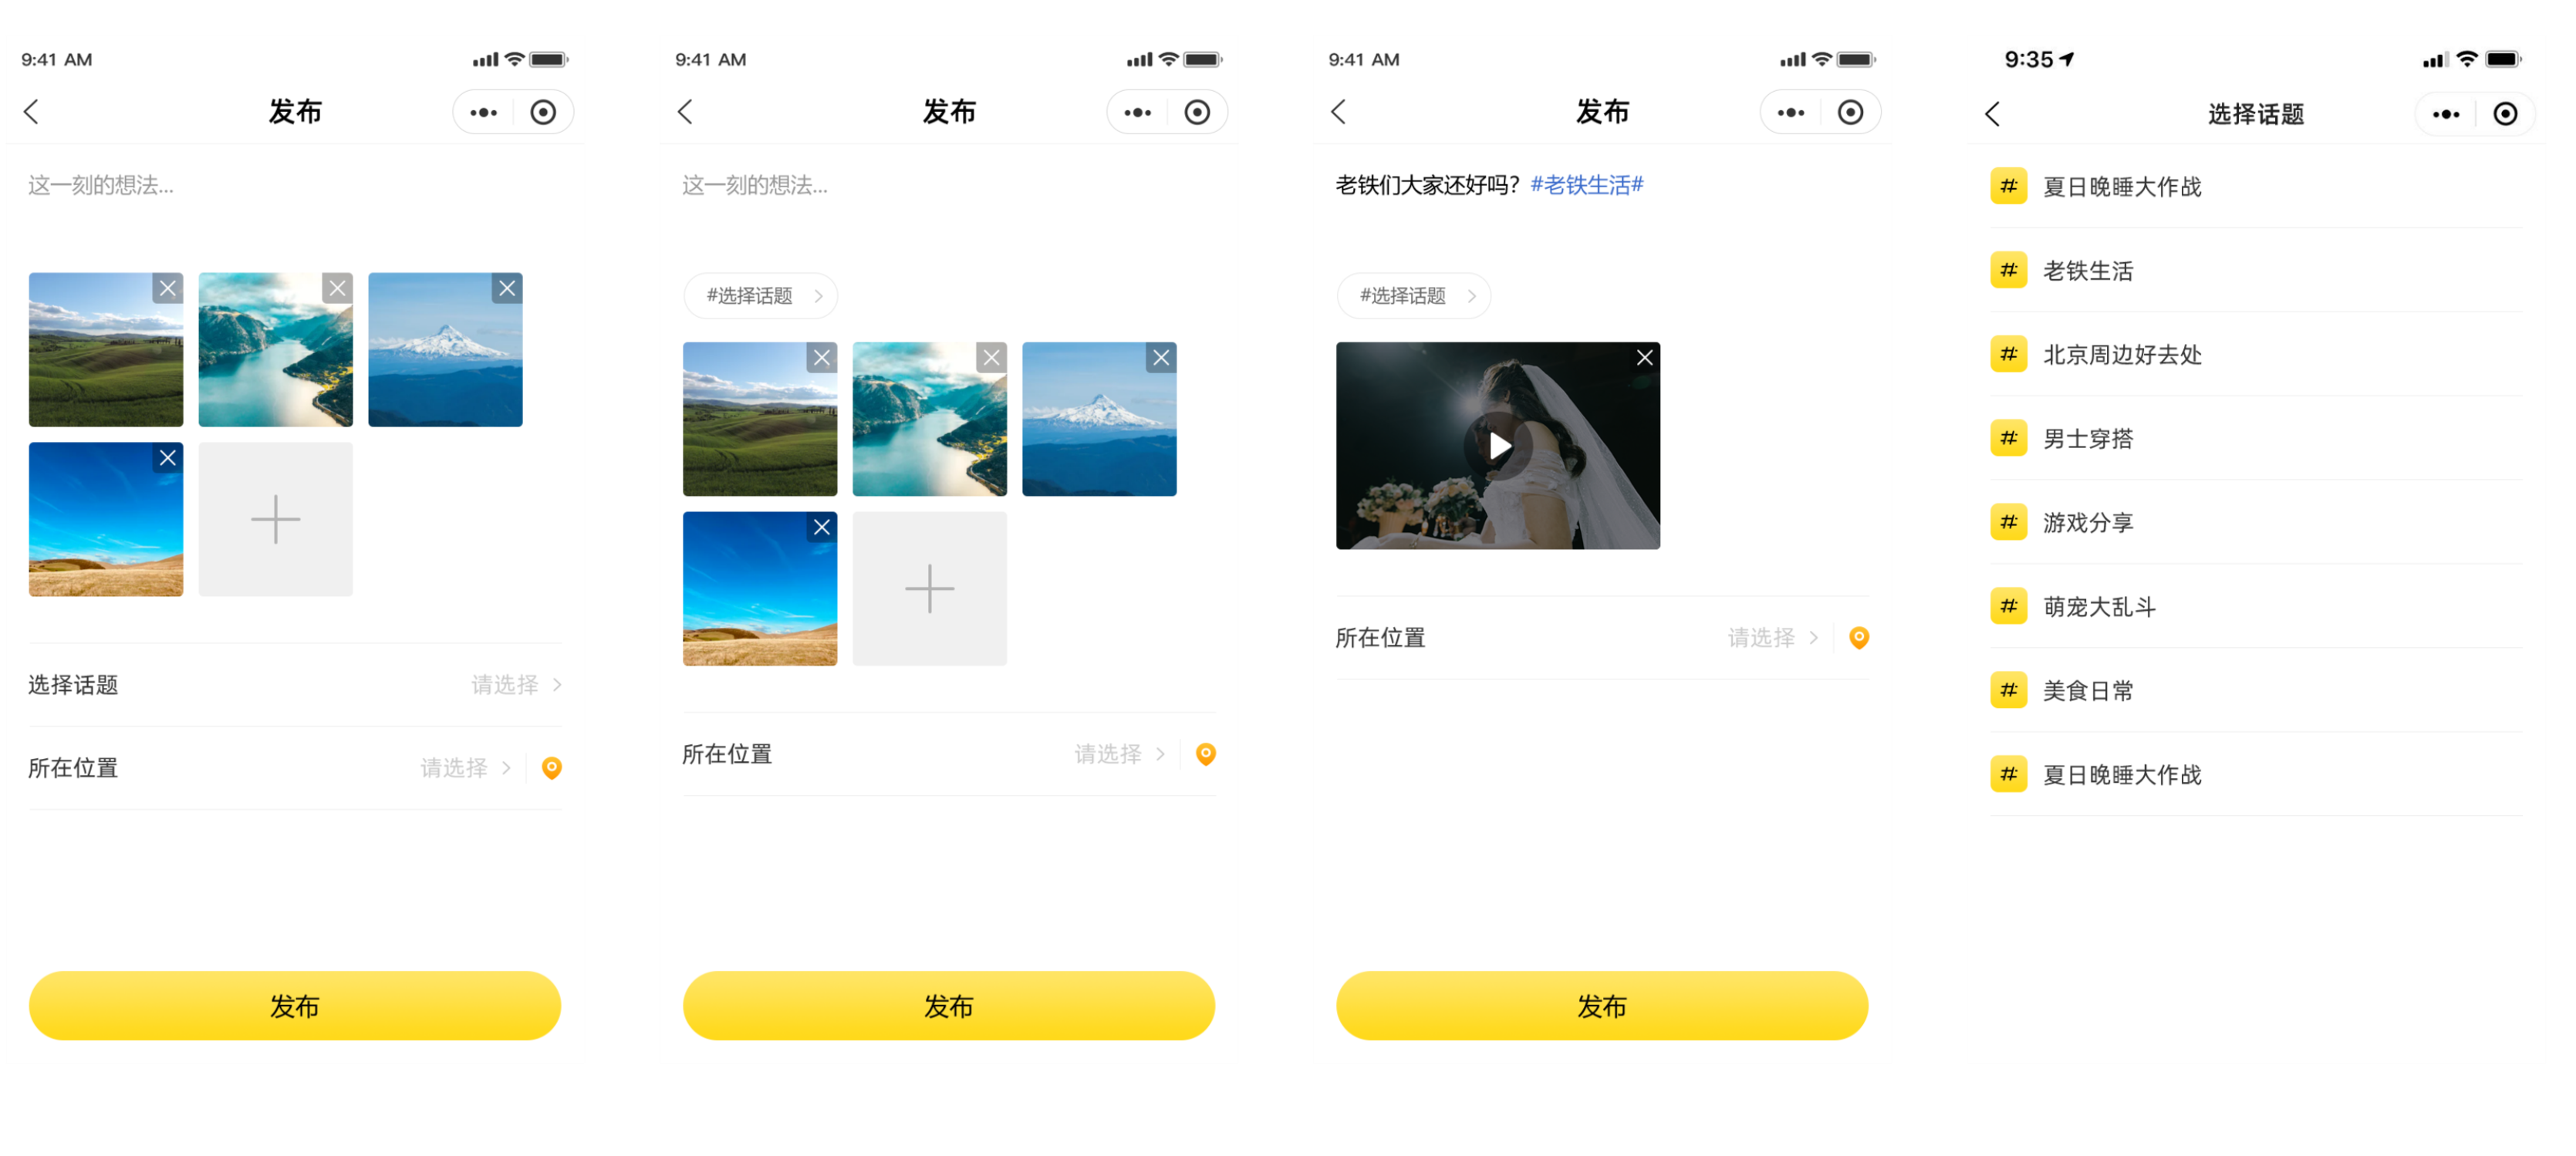 9:41 AM
发布
这一刻的想法...
选择话题
请选择
所在位置
请选择
发布
9:41 AM
发布
这一刻的想法...
#选择话题
所在位置
请选择
发布
9:41 AM
发布
老铁们大家还好吗？#老铁生活#
#选择话题
所在位置
请选择
发布
9:35
选择话题
# 夏日晚睡大作战
# 老铁生活
# 北京周边好去处
# 男士穿搭
# 游戏分享
# 萌宠大乱斗
# 美食日常
# 夏日晚睡大作战